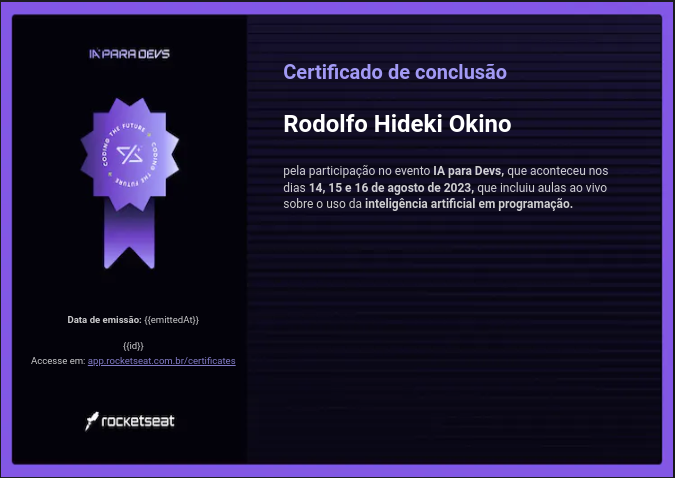 IA PARA DEVS
CODING THE FUTURE • CODING THE FUTURE •
Data de emissão: {{emittedAt}}
{{id}}
Accesse em: app.rocketseat.com.br/certificates
rocketseat
Certificado de conclusão
Rodolfo Hideki Okino
pela participação no evento IA para Devs, que aconteceu nos
dias 14, 15 e 16 de agosto de 2023, que incluiu aulas ao vivo
sobre o uso da inteligência artificial em programação.